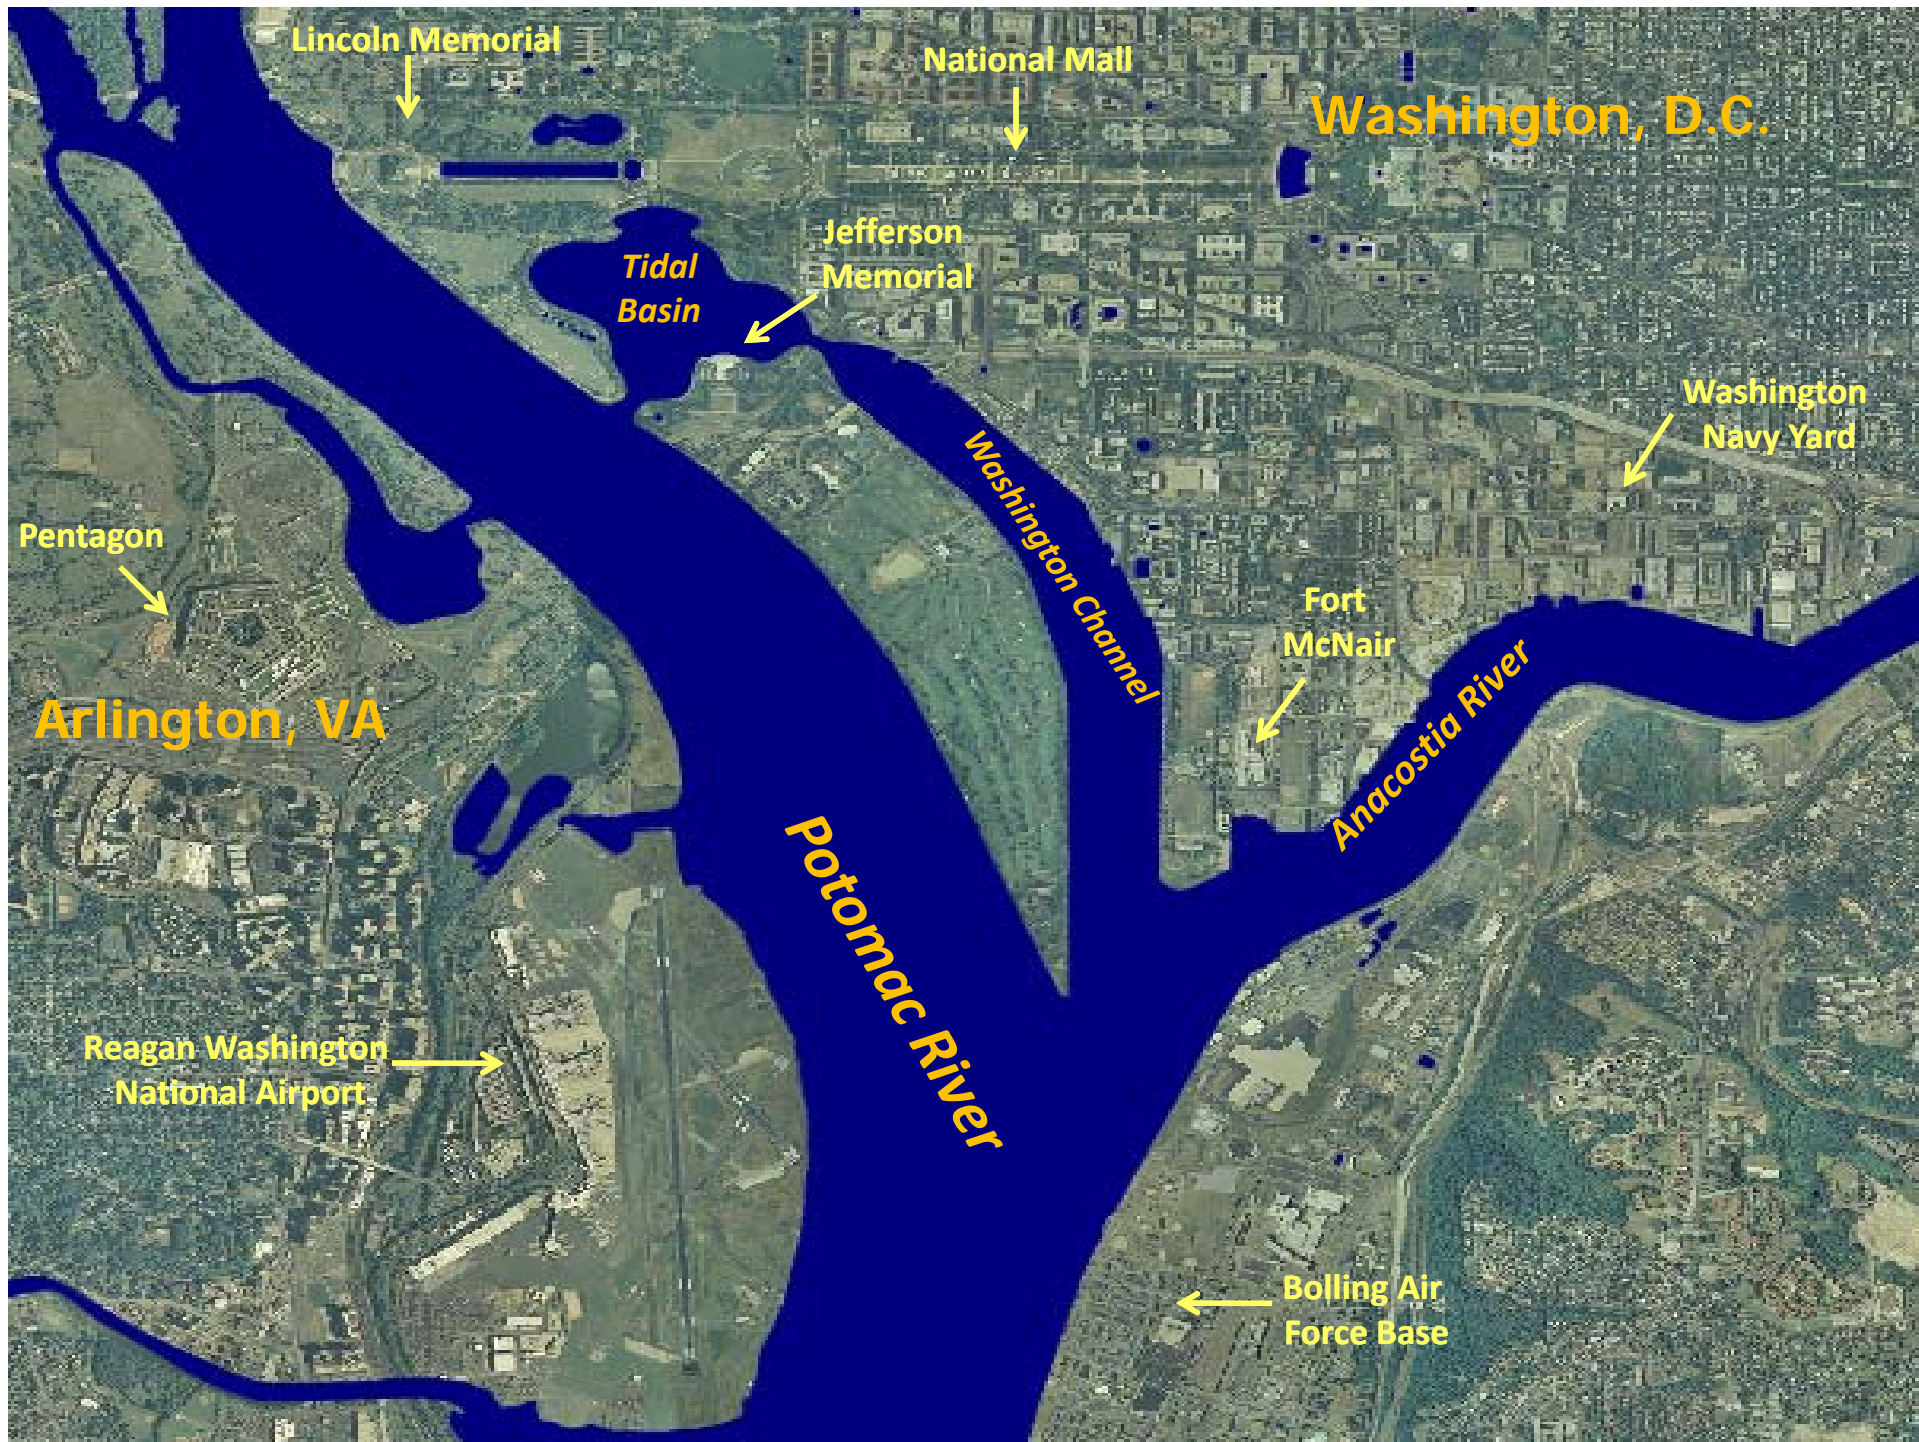 Lincoln Memorial
National Mall
Washington, D.C.
Jefferson
Memorial
Tidal
Basin
Washington
Navy Yard
Washington Channel
Pentagon
Fort
McNair
Anacostia River
Arlington, VA
Potomac River
Reagan Washington
National Airport
Bolling Air
Force Base